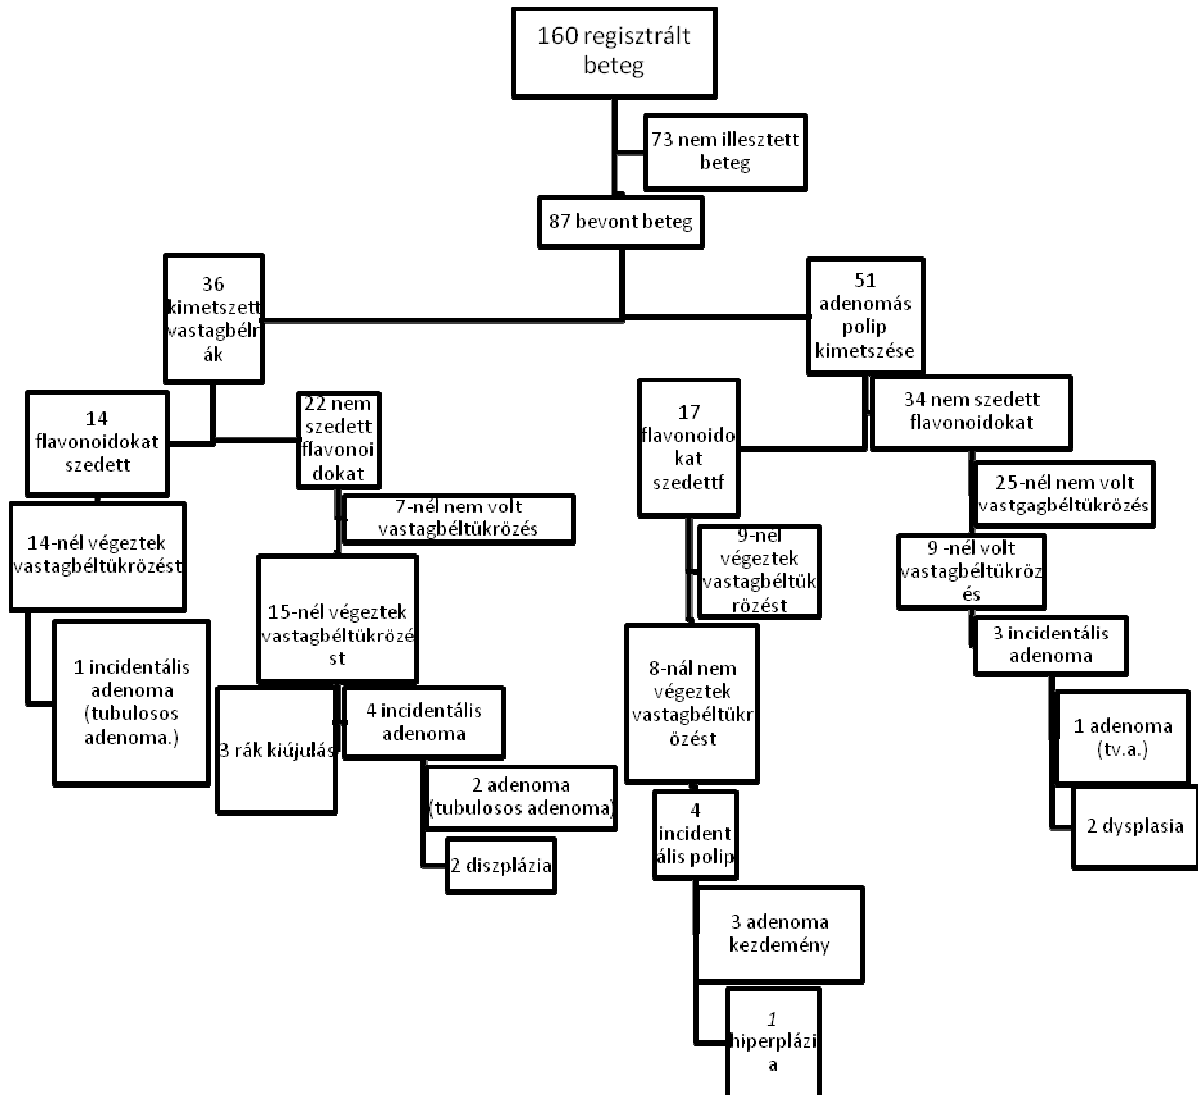 160 regisztrált
beteg
73 nem illesztett
beteg
87 bevont beteg
36
kimetszett
vastagbélr
ák
14
flavonoidokat
szedett
14-nél végeztek
vastagbéltükrözést
1 incidentális
adenoma
(tubulosos
adenoma.)
22 nem
szedett
flavonoi
dokat
7-nél nem volt
vastagbéltükrözés
15-nél végeztek
vastagbéltükrözé
st
3 rák kiújulás
4 incidentális
adenoma
2 adenoma
(tubulosos adenoma)
2 diszplázia
51
adenomás
polip
kimetszése
17
flavonoido
kat
szedettf
9-nél
végeztek
vastagbéltük
rözést
8-nál nem
végeztek
vastagbéltükr
özést
4
incident
ális polip
3 adenoma
kezdemény
1
hiperplázi
a
34 nem szedett
flavonoidokat
25-nél nem volt
vastgagbéltükrözés
9 -nél volt
vastagbéltükröz
és
3 incidentális
adenoma
1 adenoma
(tv.a.)
2 dysplasia